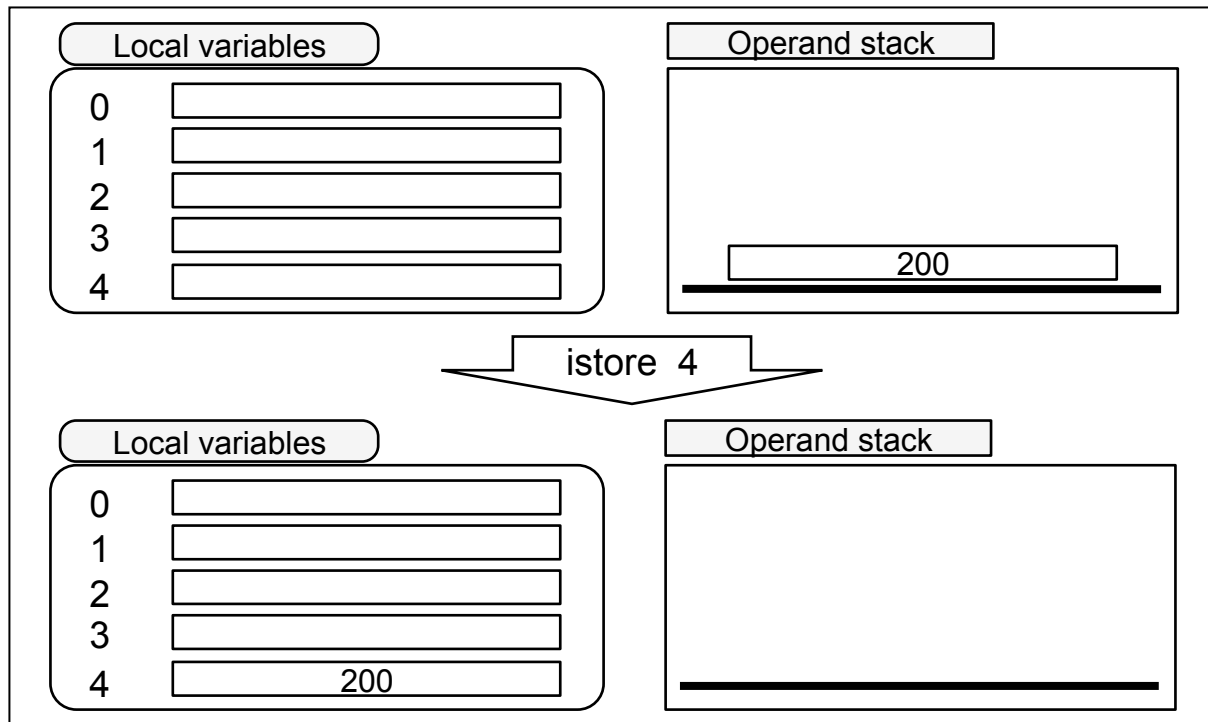 Local variables
Operand stack
0
1
2
3
4
200
istore 4
Local variables
Operand stack
0
1
2
3
4 200